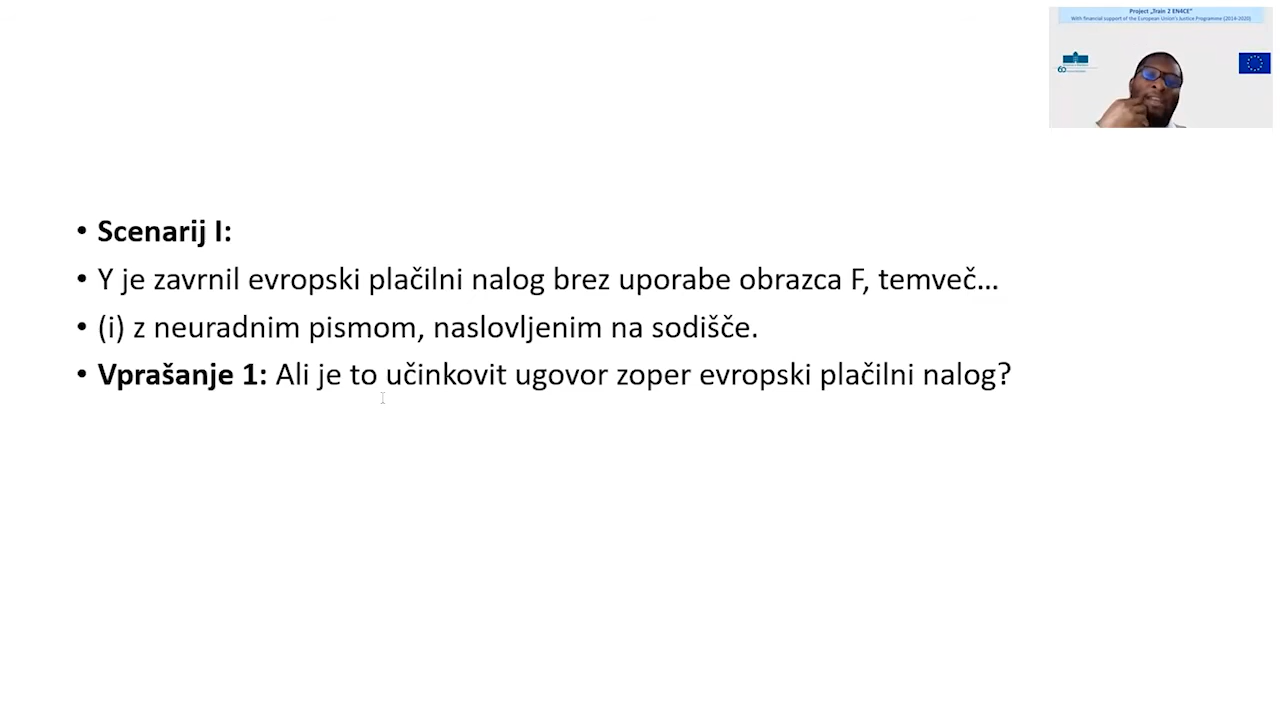 Project „Train 2 EN4CE“
With financial support of the European Union's Justice Programme (2014-2020)
60
• Scenarij I:
• Y je zavrnil evropski plačilni nalog brez uporabe obrazca F, temveč...
• (i) z neuradnim pismom, naslovljenim na sodišče.
• Vprašanje 1: Ali je to učinkovit ugovor zoper evropski plačilni nalog?